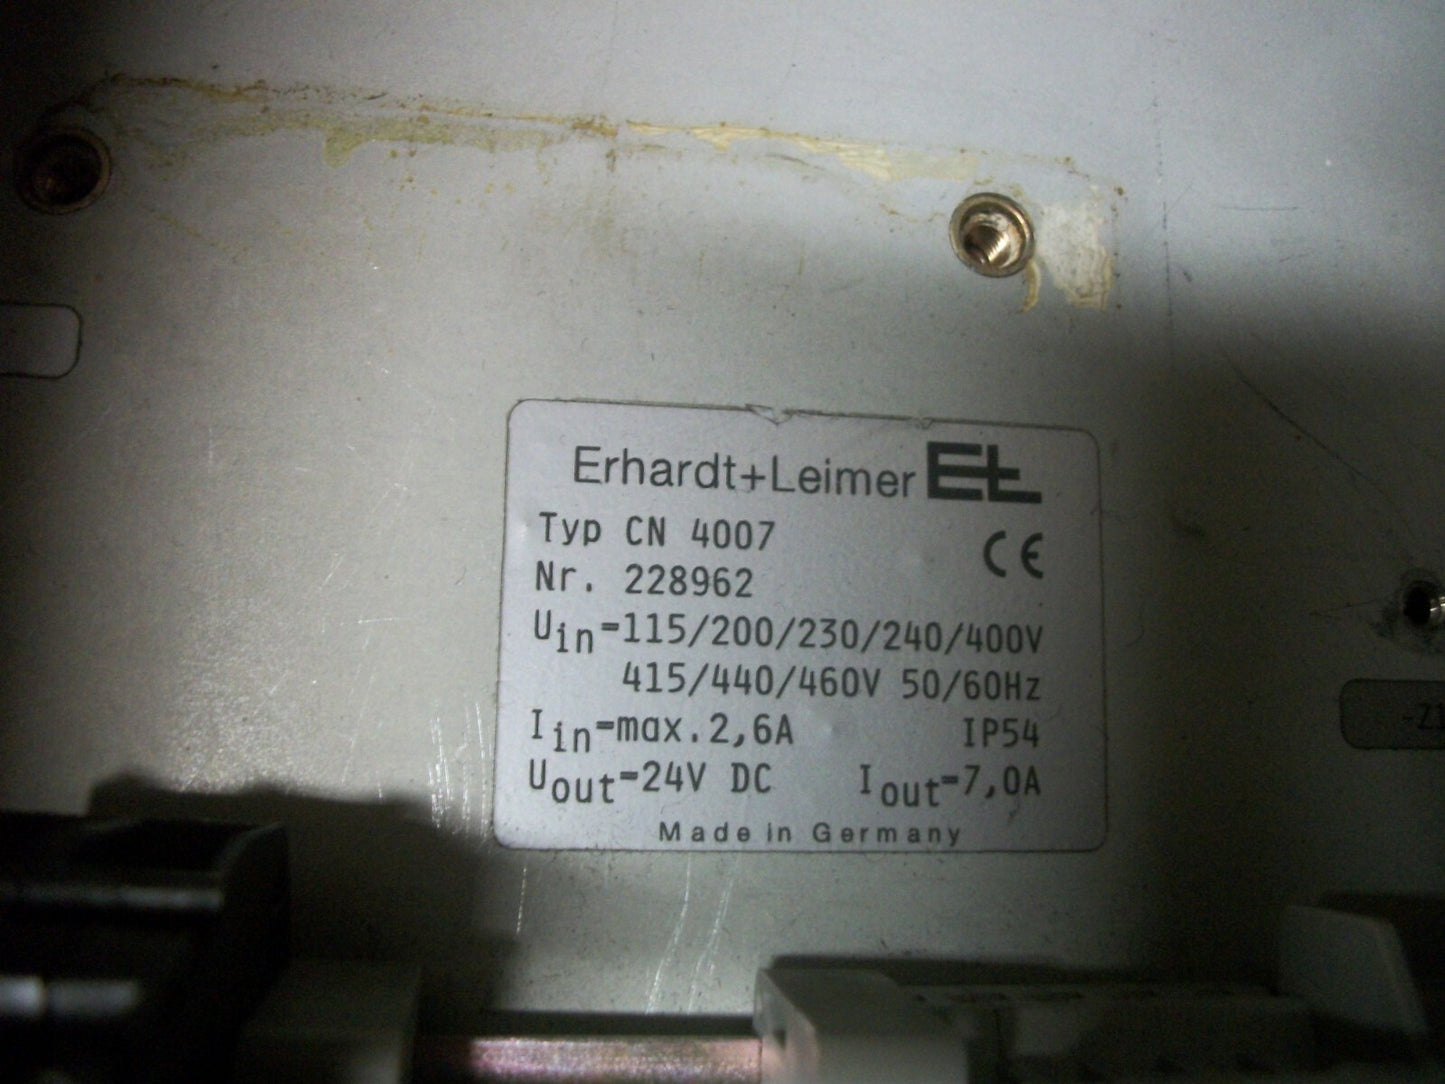 Erhardt+Leimer E+L
Typ CN 4007
CE
Nr. 228962
Uin=115/200/230/240/400V
415/440/460V 50/60Hz
Iin=max.2,6A IP54
Uout=24V DC Iout=7,0A
Made in Germany